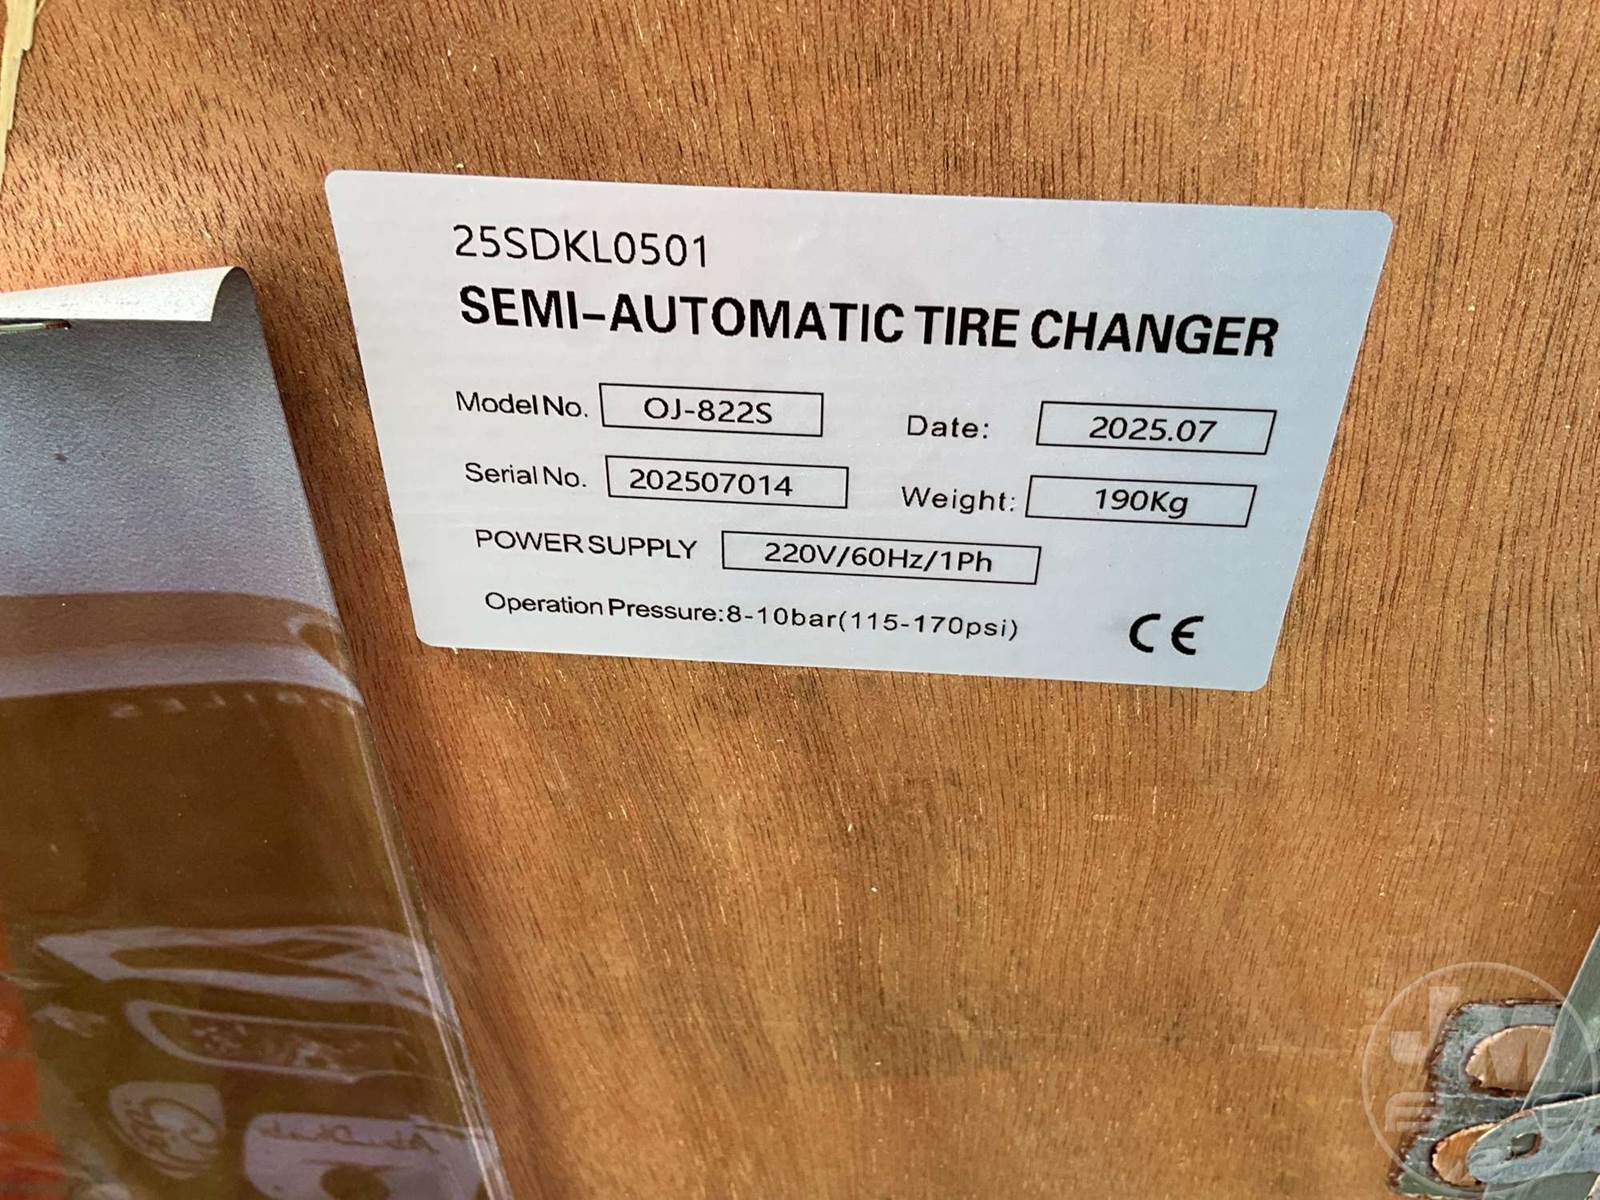 25SDKL0501
SEMI-AUTOMATIC TIRE CHANGER
Model No. OJ-822S Date: 2025.07
Serial No. 202507014 Weight: 190Kg
POWER SUPPLY 220V/60Hz/1Ph
Operation Pressure:8-10bar(115-170psi) CE
JM